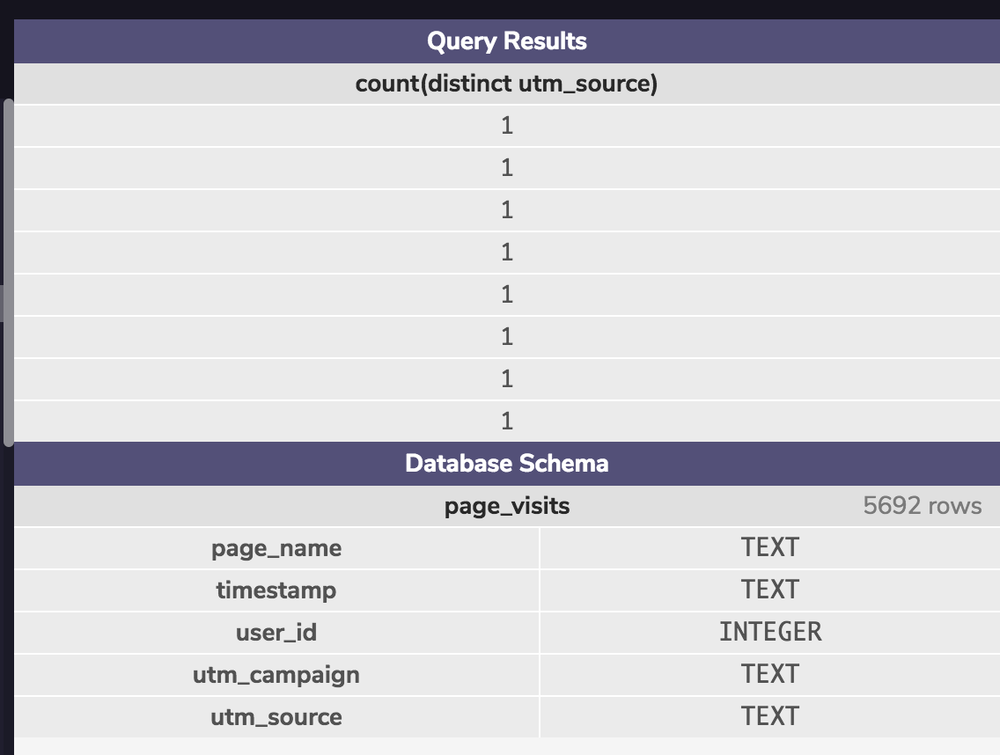 Query Results
count(distinct utm_source)
1
1
1
1
1
1
1
1
Database Schema
page_visits 5692 rows
page_name TEXT
timestamp TEXT
user_id INTEGER
utm_campaign TEXT
utm_source TEXT